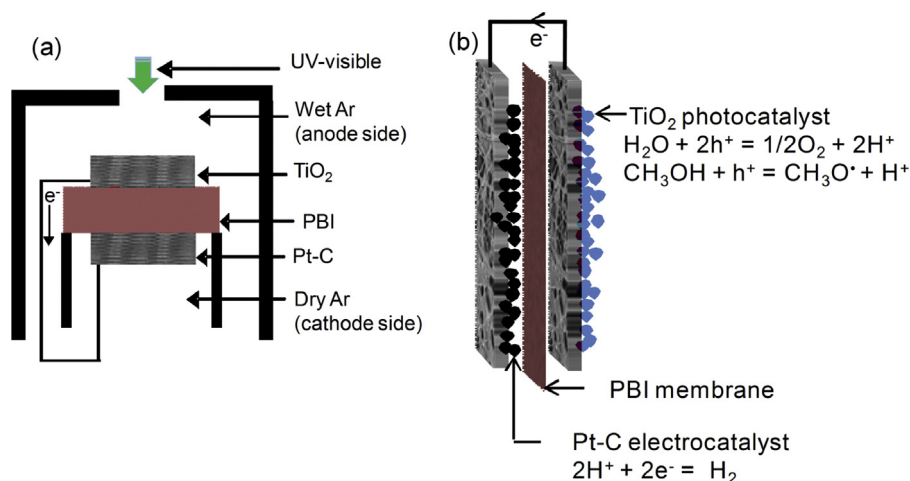 (a)
UV-visible
Wet Ar
(anode side)
TiO₂
e⁻
PBI
Pt-C
Dry Ar
(cathode side)
(b)
e⁻
TiO₂ photocatalyst
H₂O + 2h⁺ = 1/2O₂ + 2H⁺
CH₃OH + h⁺ = CH₃O• + H⁺
PBI membrane
Pt-C electrocatalyst
2H⁺ + 2e⁻ = H₂